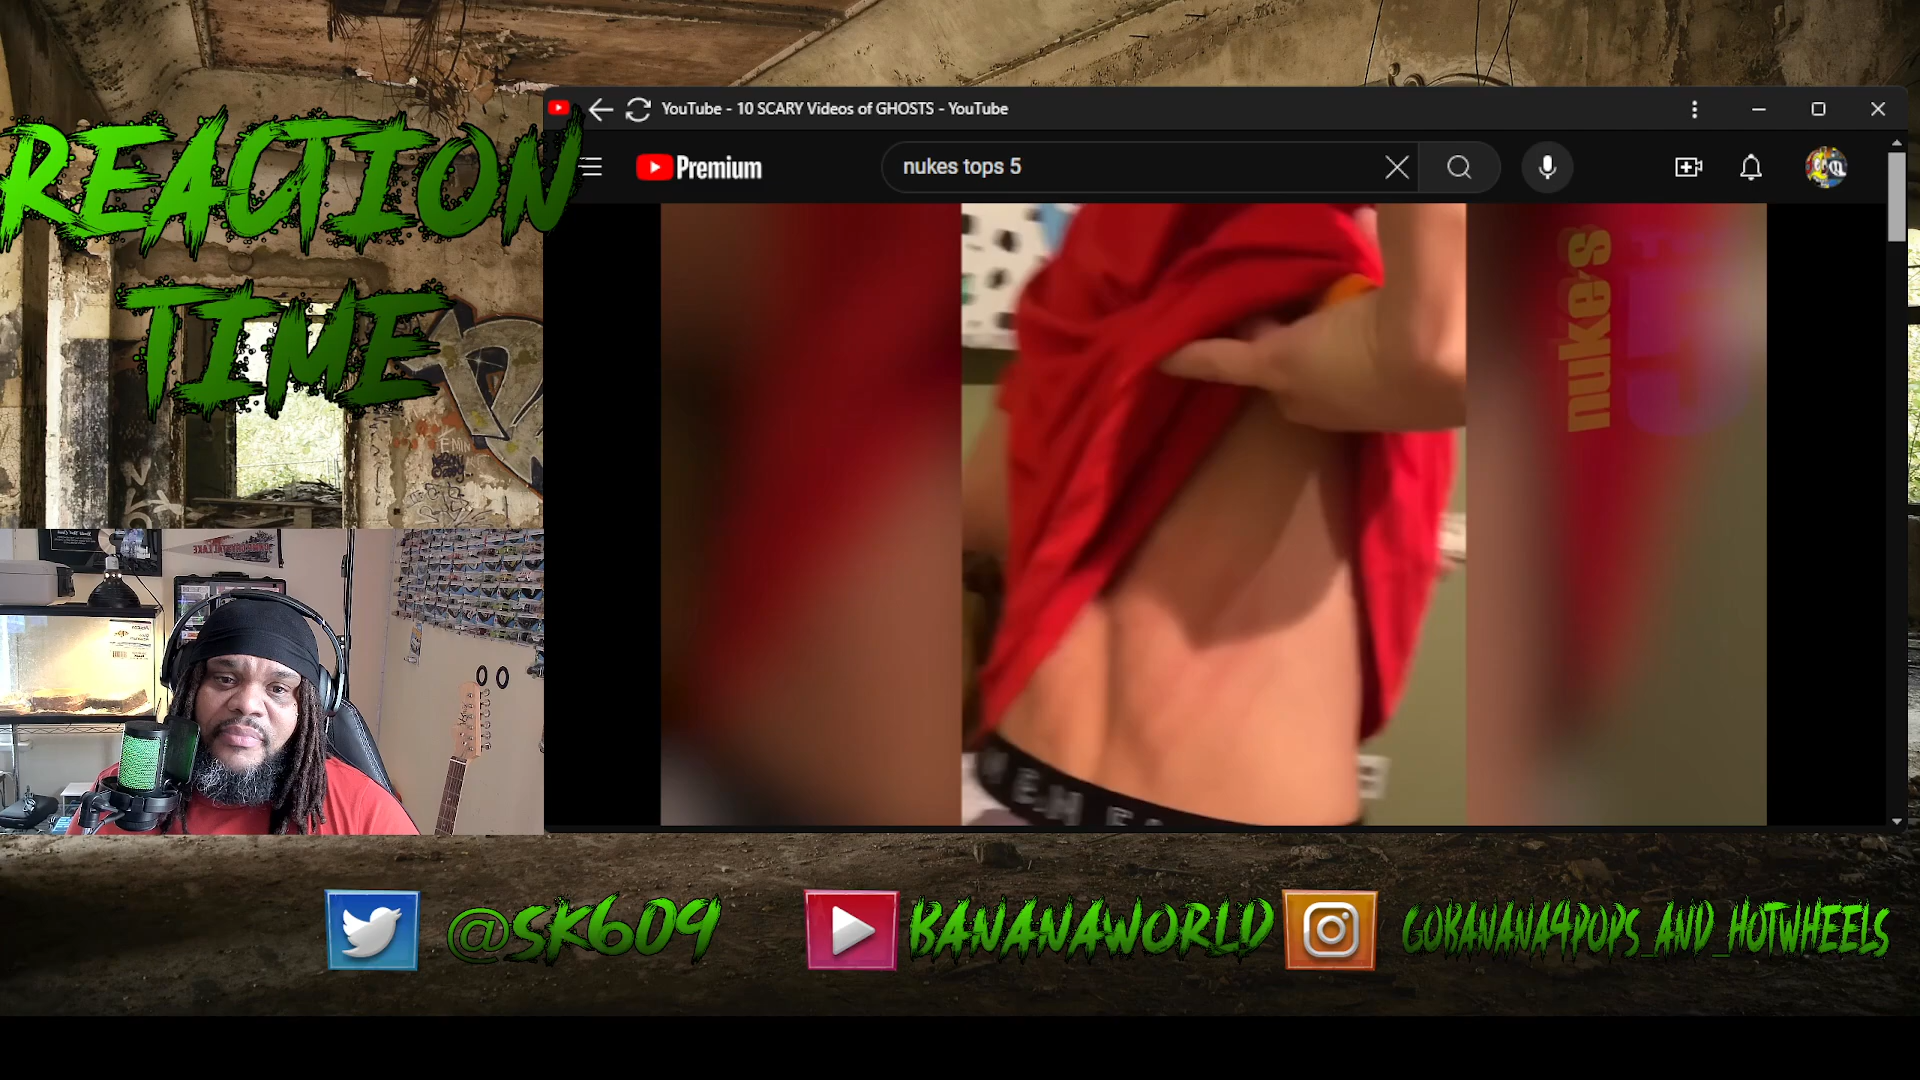 REACTION
TIME
YouTube - 10 SCARY Videos of GHOSTS - YouTube
Premium
nukes tops 5
nuke's
@SK609
BANANAWORLD
GOBANANA4POPS_AND_HOTWHEELS